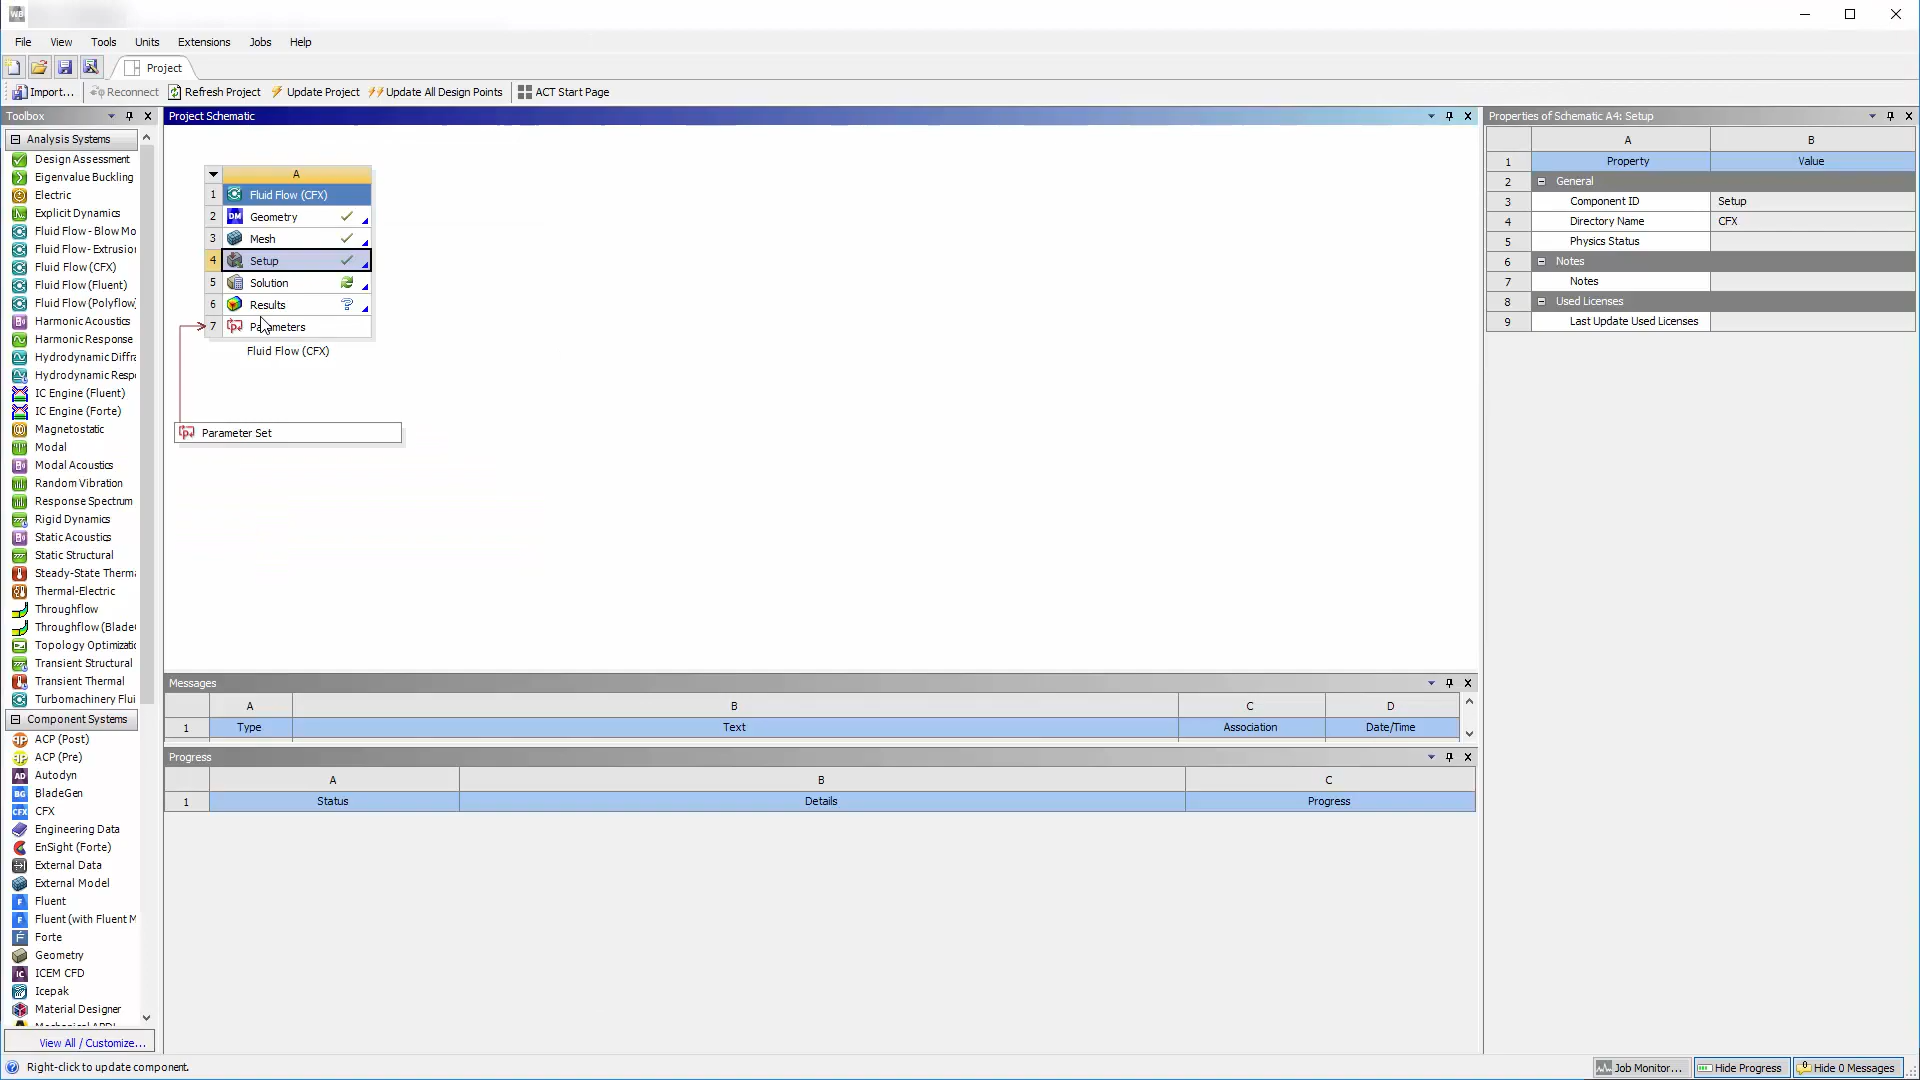 File View Tools Units Extensions Jobs Help
Project
Import... Reconnect Refresh Project Update Project Update All Design Points ACT Start Page
Toolbox
Analysis Systems
Design Assessment
Eigenvalue Buckling
Electric
Explicit Dynamics
Fluid Flow - Blow Mo
Fluid Flow - Extrusion
Fluid Flow (CFX)
Fluid Flow (Fluent)
Fluid Flow (Polyflow)
Harmonic Acoustics
Harmonic Response
Hydrodynamic Diffra
Hydrodynamic Respo
IC Engine (Fluent)
IC Engine (Forte)
Magnetostatic
Modal
Modal Acoustics
Random Vibration
Response Spectrum
Rigid Dynamics
Static Acoustics
Static Structural
Steady-State Therma
Thermal-Electric
Throughflow
Throughflow (Blade
Topology Optimizatio
Transient Structural
Transient Thermal
Turbomachinery Flui
Component Systems
ACP (Post)
ACP (Pre)
Autodyn
BladeGen
CFX
Engineering Data
EnSight (Forte)
External Data
External Model
Fluent
Fluent (with Fluent M
Forte
Geometry
ICEM CFD
Icepak
Material Designer
View All / Customize...
Project Schematic
A
1 Fluid Flow (CFX)
2 Geometry
3 Mesh
4 Setup
5 Solution
6 Results
7 Parameters
Fluid Flow (CFX)
Parameter Set
Messages
A B C D
1 Type Text Association Date/Time
Progress
A B C
1 Status Details Progress
Properties of Schematic A4: Setup
A B
1 Property Value
2 General
3 Component ID Setup
4 Directory Name CFX
5 Physics Status
6 Notes
7 Notes
8 Used Licenses
9 Last Update Used Licenses
Right-click to update component.
Job Monitor... Hide Progress Hide 0 Messages